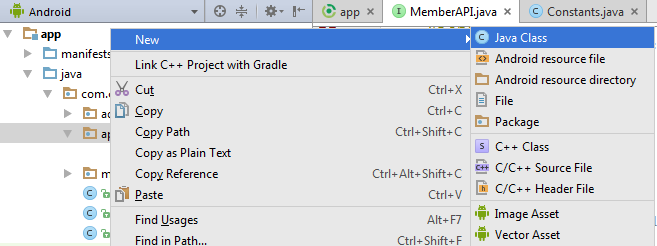 Android
app
MemberAPI.java
Constants.java
app
manifests
java
com.
ap
m
New
Link C++ Project with Gradle
Cut Ctrl+X
Copy Ctrl+C
Copy Path Ctrl+Shift+C
Copy as Plain Text
Copy Reference Ctrl+Alt+Shift+C
Paste Ctrl+V
Find Usages Alt+F7
Find in Path... Ctrl+Shift+F
Java Class
Android resource file
Android resource directory
File
Package
C++ Class
C/C++ Source File
C/C++ Header File
Image Asset
Vector Asset